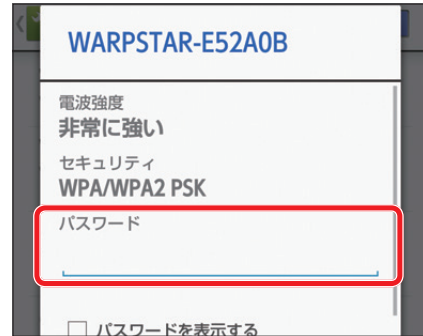 WARPSTAR-E52A0B
電波強度
非常に強い
セキュリティ
WPA/WPA2 PSK
パスワード
パスワードを表示する